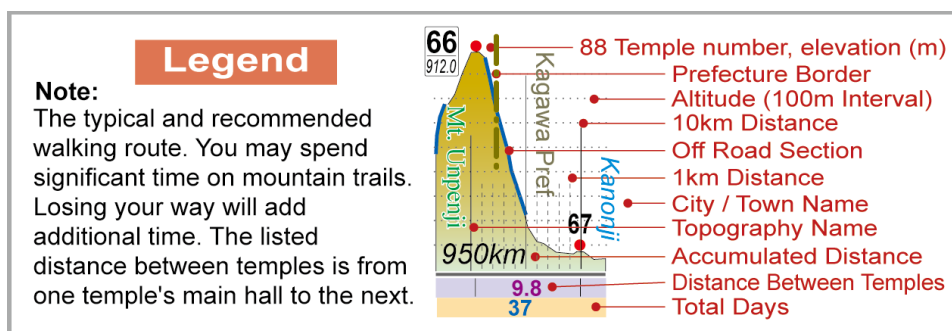 Legend
Note:
The typical and recommended
walking route. You may spend
significant time on mountain trails.
Losing your way will add
additional time. The listed
distance between temples is from
one temple's main hall to the next.
66
912.0
Mt. Unpenji
Kagawa Pref
Kanonji
67
950km
9.8
37
88 Temple number, elevation (m)
Prefecture Border
Altitude (100m Interval)
10km Distance
Off Road Section
1km Distance
City / Town Name
Topography Name
Accumulated Distance
Distance Between Temples
Total Days